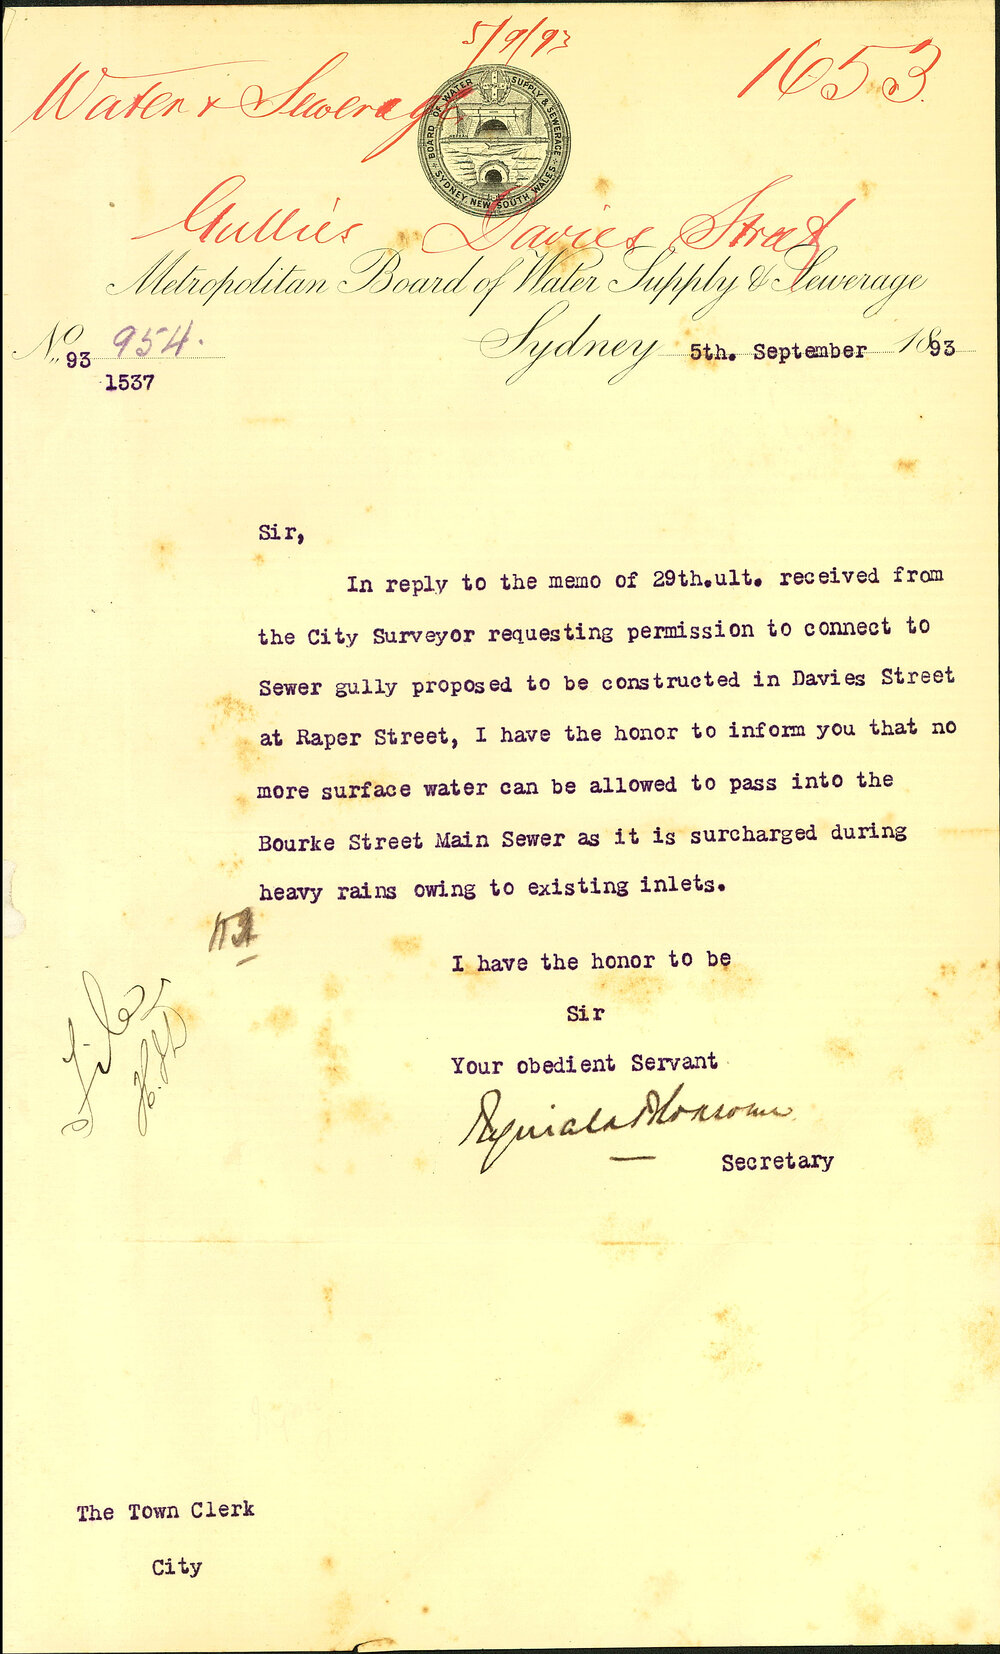 5/9/93
Water & Sewerage
1653
BOARD OF WATER SUPPLY & SEWERAGE
SYDNEY. NEW SOUTH WALES
Gullies Davies Street
Metropolitan Board of Water Supply & Sewerage
No. 93 954.
1537
Sydney 5th. September 1893
Sir,
In reply to the memo of 29th.ult. received from
the City Surveyor requesting permission to connect to
Sewer gully proposed to be constructed in Davies Street
at Raper Street, I have the honor to inform you that no
more surface water can be allowed to pass into the
Bourke Street Main Sewer as it is surcharged during
heavy rains owing to existing inlets.
I have the honor to be
Sir
Your obedient Servant
Secretary
File
The Town Clerk
City